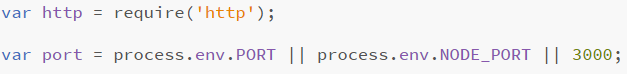 var http = require('http');
var port = process.env.PORT || process.env.NODE_PORT || 3000;